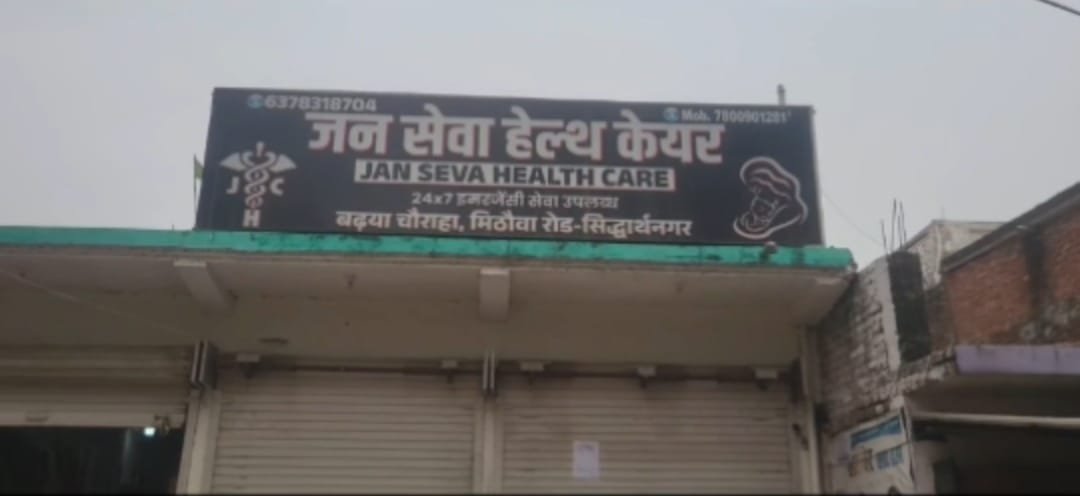 6378318704
Mob. 7800901281
जन सेवा हेल्थ केयर
JAN SEVA HEALTH CARE
24x7 इमरजेंसी सेवा उपलब्ध
बढ़या चौराहा, मिठौवा रोड-सिद्धार्थनगर
J C
H